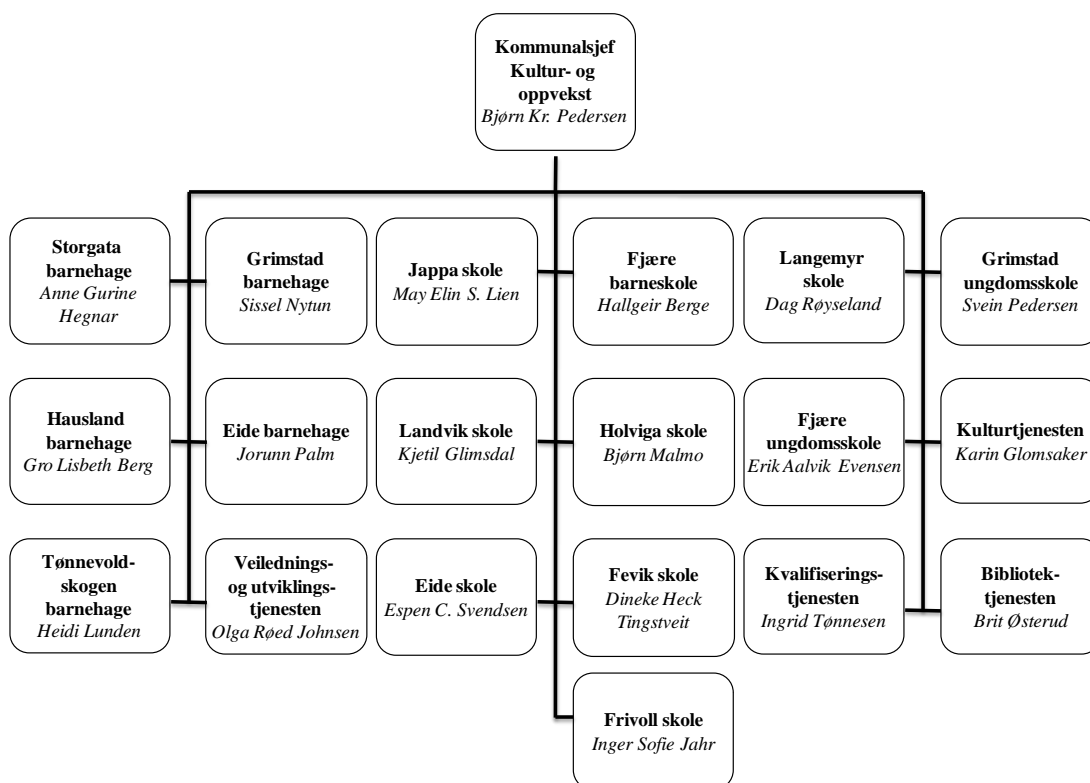 Kommunalsjef
Kultur- og
oppvekst
Bjørn Kr. Pedersen
Storgata
barnehage
Anne Gurine
Hegnar
Grimstad
barnehage
Sissel Nytun
Jappa skole
May Elin S. Lien
Fjære
barneskole
Hallgeir Berge
Langemyr
skole
Dag Røyseland
Grimstad
ungdomsskole
Svein Pedersen
Hausland
barnehage
Gro Lisbeth Berg
Eide barnehage
Jorunn Palm
Landvik skole
Kjetil Glimsdal
Holviga skole
Bjørn Malmo
Fjære
ungdomsskole
Erik Aalvik Evensen
Kulturtjenesten
Karin Glomsaker
Tønnevold-
skogen
barnehage
Heidi Lunden
Veilednings-
og utviklings-
tjenesten
Olga Røed Johnsen
Eide skole
Espen C. Svendsen
Fevik skole
Dineke Heck
Tingstveit
Kvalifiserings-
tjenesten
Ingrid Tønnesen
Bibliotek-
tjenesten
Brit Østerud
Frivoll skole
Inger Sofie Jahr